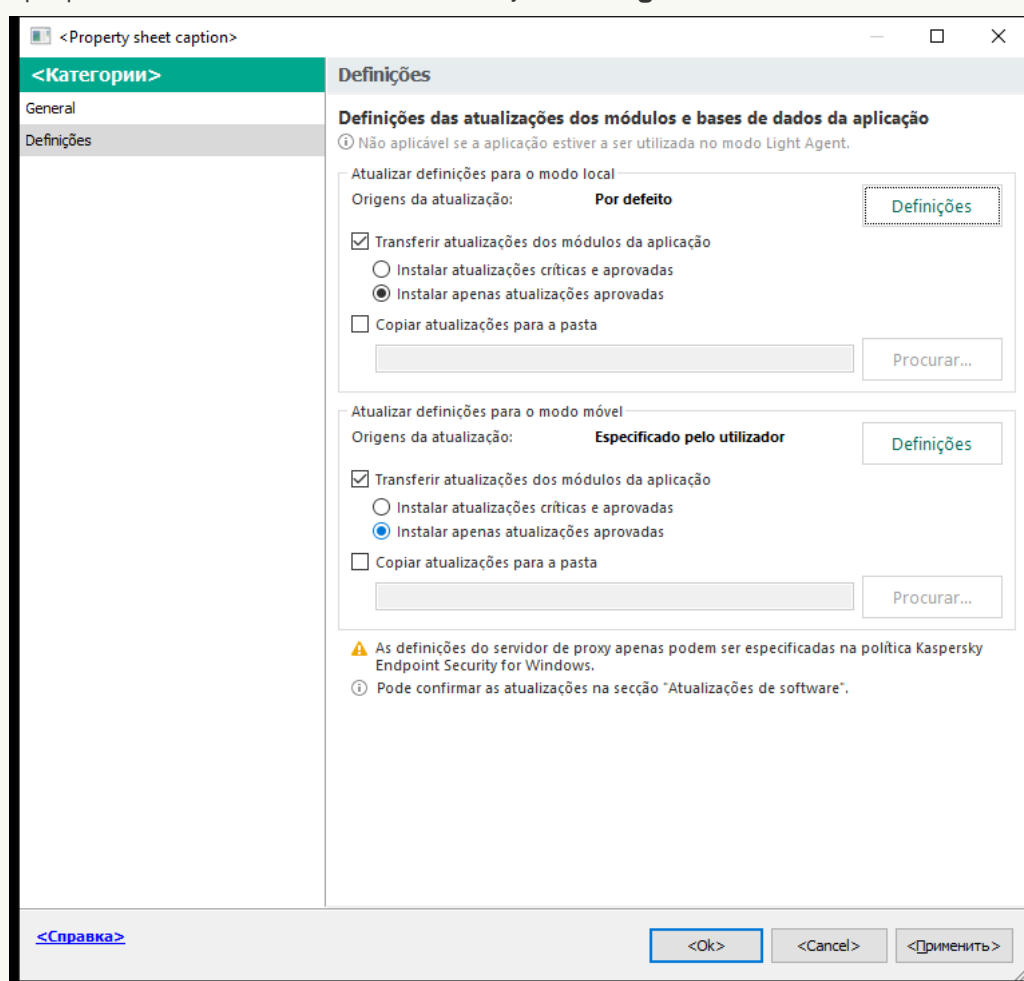 <Property sheet caption>
<Категории>
General
Definições
Definições
Definições das atualizações dos módulos e bases de dados da aplicação
Não aplicável se a aplicação estiver a ser utilizada no modo Light Agent.
Atualizar definições para o modo local
Origens da atualização: Por defeito
Definições
Transferir atualizações dos módulos da aplicação
Instalar atualizações críticas e aprovadas
Instalar apenas atualizações aprovadas
Copiar atualizações para a pasta
Procurar...
Atualizar definições para o modo móvel
Origens da atualização: Especificado pelo utilizador
Definições
Transferir atualizações dos módulos da aplicação
Instalar atualizações críticas e aprovadas
Instalar apenas atualizações aprovadas
Copiar atualizações para a pasta
Procurar...
As definições do servidor de proxy apenas podem ser especificadas na política Kaspersky
Endpoint Security for Windows.
Pode confirmar as atualizações na secção "Atualizações de software".
<Справка>
<Ok> <Cancel> <Применить>